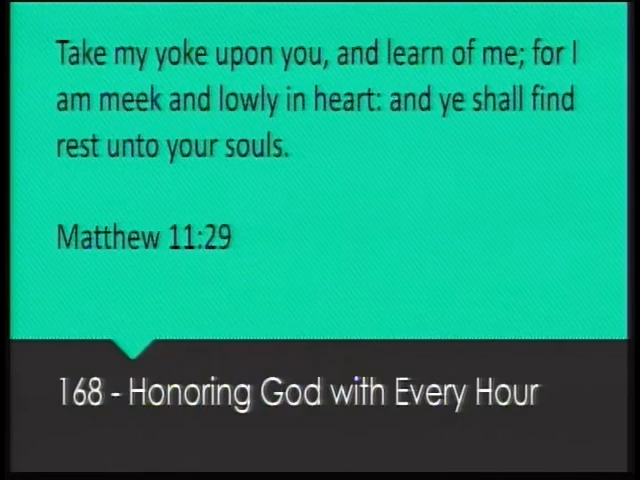 Take my yoke upon you, and learn of me; for I
am meek and lowly in heart: and ye shall find
rest unto your souls.
Matthew 11:29
168 - Honoring God with Every Hour